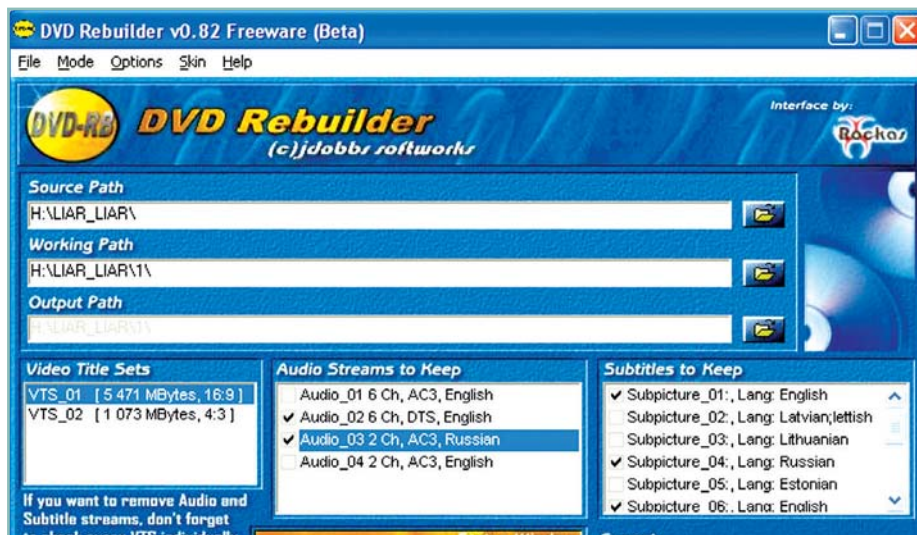 DVD Rebuilder v0.82 Freeware (Beta)
File Mode Options Skin Help
DVD-RB
DVD Rebuilder
(c)jdobbs softworks
Interface by:
Rockas
Source Path
H:\LIAR_LIAR\
Working Path
H:\LIAR_LIAR\1\
Output Path
H:\LIAR_LIAR\1\
Video Title Sets
VTS_01 [ 5 471 MBytes, 16:9 ]
VTS_02 [ 1 073 MBytes, 4:3 ]
If you want to remove Audio and
Subtitle streams, don't forget
Audio Streams to Keep
Audio_01 6 Ch, AC3, English
Audio_02 6 Ch, DTS, English
Audio_03 2 Ch, AC3, Russian
Audio_04 2 Ch, AC3, English
Subtitles to Keep
Subpicture_01:, Lang: English
Subpicture_02:, Lang: Latvian;lettish
Subpicture_03:, Lang: Lithuanian
Subpicture_04:, Lang: Russian
Subpicture_05:, Lang: Estonian
Subpicture_06:, Lang: English